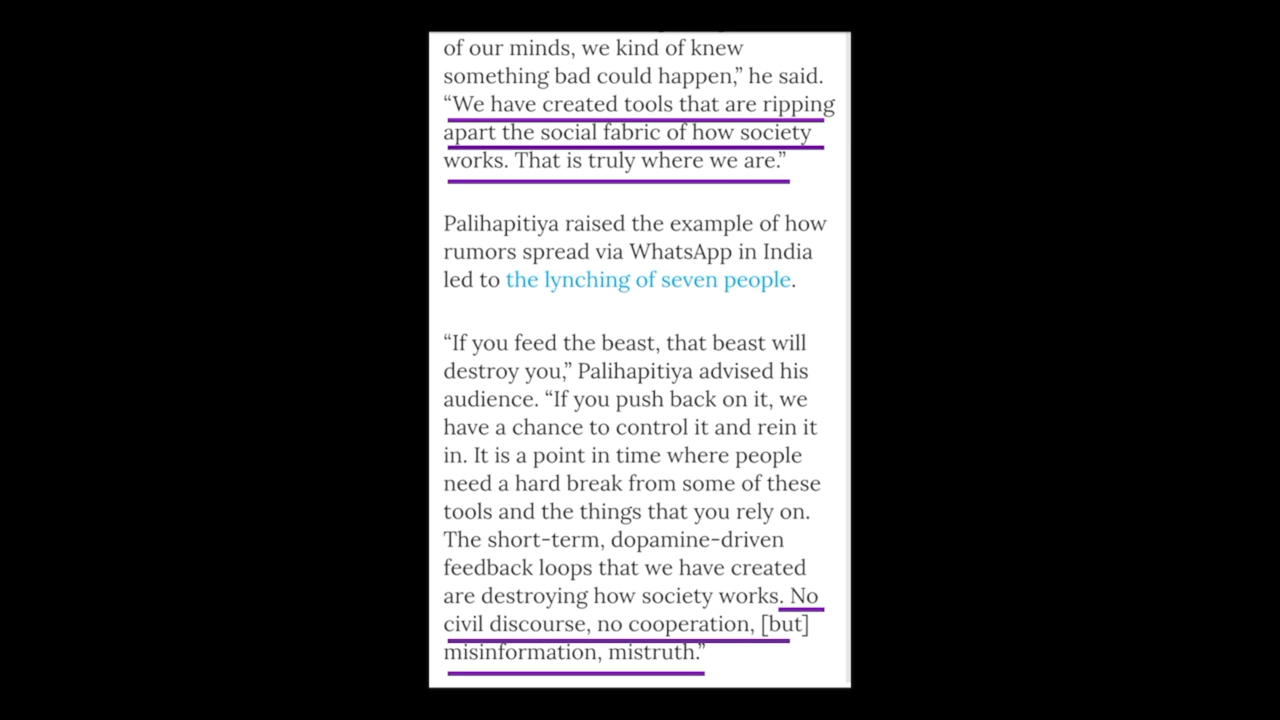 of our minds, we kind of knew
something bad could happen,” he said.
“We have created tools that are ripping
apart the social fabric of how society
works. That is truly where we are.”
Palihapitiya raised the example of how
rumors spread via WhatsApp in India
led to the lynching of seven people.
“If you feed the beast, that beast will
destroy you,” Palihapitiya advised his
audience. “If you push back on it, we
have a chance to control it and rein it
in. It is a point in time where people
need a hard break from some of these
tools and the things that you rely on.
The short-term, dopamine-driven
feedback loops that we have created
are destroying how society works. No
civil discourse, no cooperation, [but]
misinformation, mistruth.”